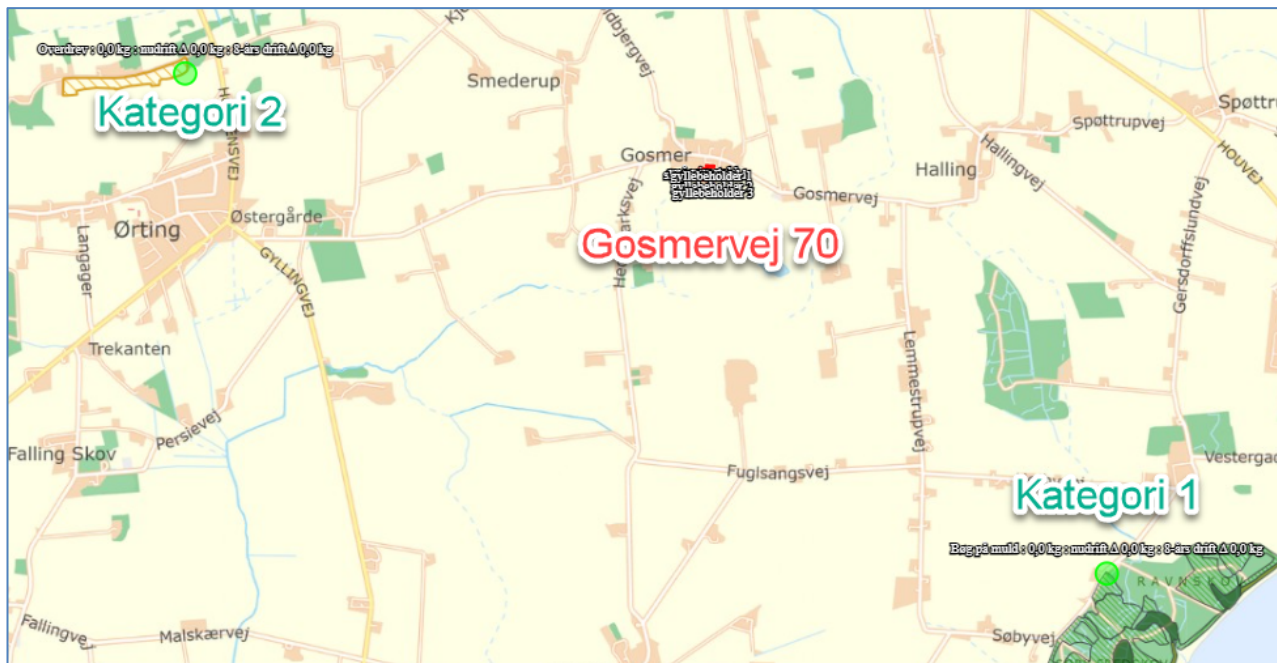 Overdrev : 0,0 kg : nudrift Δ 0,0 kg : 8-års drift Δ 0,0 kg
Kategori 2
Smederup
Spøttrupvej
HOUVEJ
Hallingvej
Gosmer
gyllebeholder 1
gyllebeholder 3
Halling
Gosmervej
Østergårde
Ørting
Langager
GYLLINGVEJ
Gosmervej 70
Gersdorffslundvej
Trekanten
Lemmestrupvej
Persievej
Falling Skov
Fuglsangsvej
Kategori 1
Bøg på muld : 0,0 kg : nudrift Δ 0,0 kg : 8-års drift Δ 0,0 kg
RAVNSKOV
Fallingvej
Malskærvej
Søbyvej